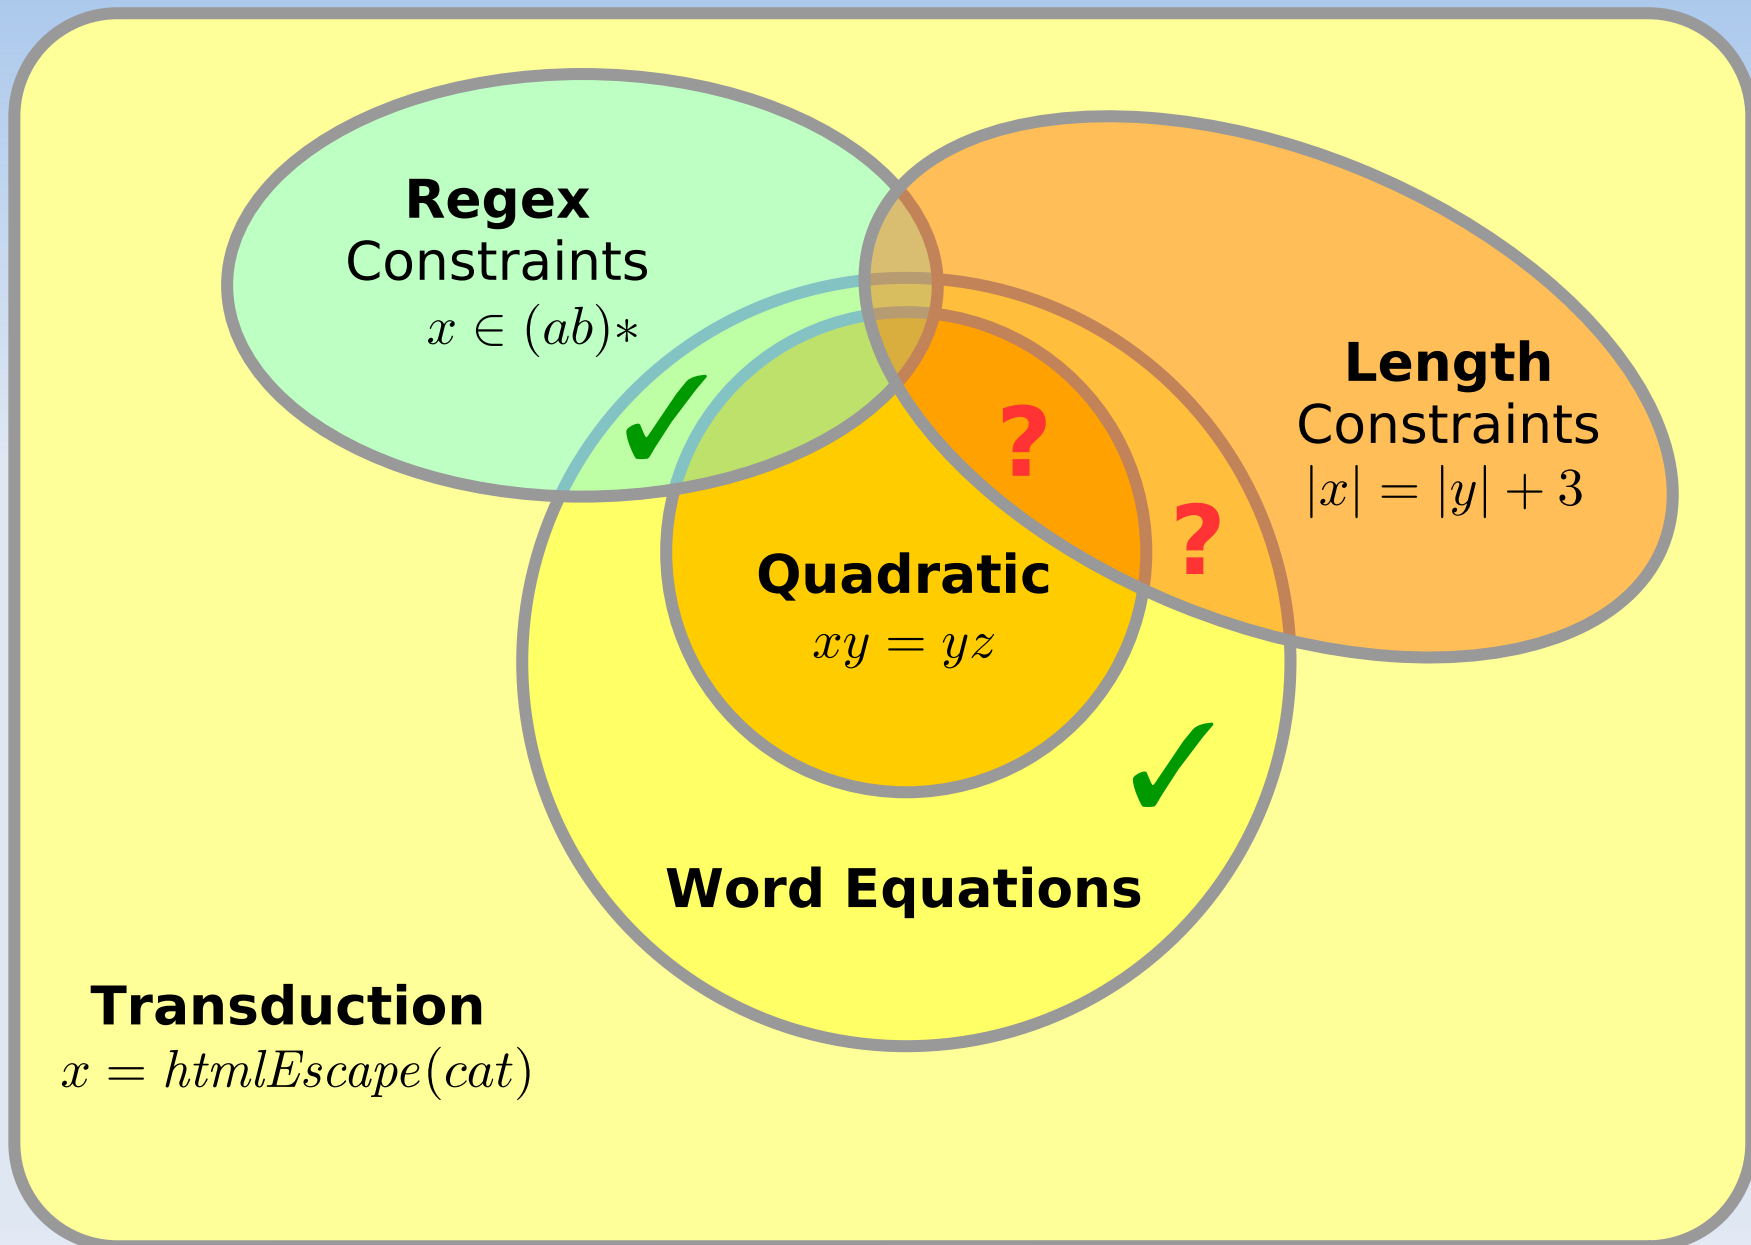 Regex
Constraints
x ∈ (ab)*
✓
Length
Constraints
|x| = |y| + 3
?
?
Quadratic
xy = yz
✓
Word Equations
Transduction
x = htmlEscape(cat)